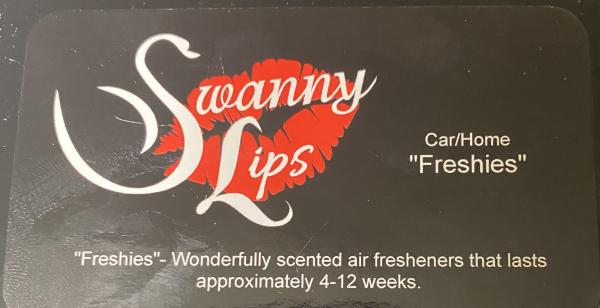 Swanny
Lips
Car/Home
"Freshies"
"Freshies"- Wonderfully scented air fresheners that lasts
approximately 4-12 weeks.